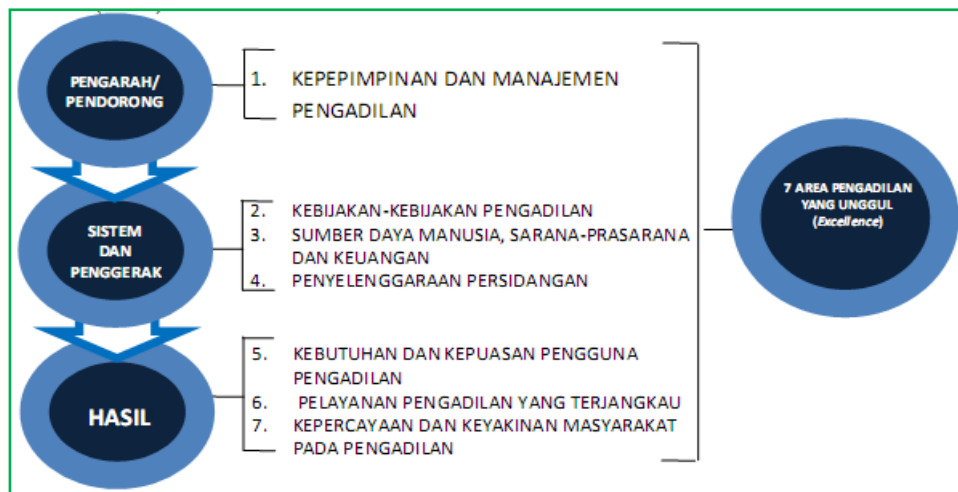 PENGARAH/
PENDORONG
1. KEPEPIMPINAN DAN MANAJEMEN
PENGADILAN
SISTEM
DAN
PENGGERAK
2. KEBIJAKAN-KEBIJAKAN PENGADILAN
3. SUMBER DAYA MANUSIA, SARANA-PRASARANA
DAN KEUANGAN
4. PENYELENGGARAAN PERSIDANGAN
HASIL
5. KEBUTUHAN DAN KEPUASAN PENGGUNA
PENGADILAN
6. PELAYANAN PENGADILAN YANG TERJANGKAU
7. KEPERCAYAAN DAN KEYAKINAN MASYARAKAT
PADA PENGADILAN
7 AREA PENGADILAN
YANG UNGGUL
(Excellence)